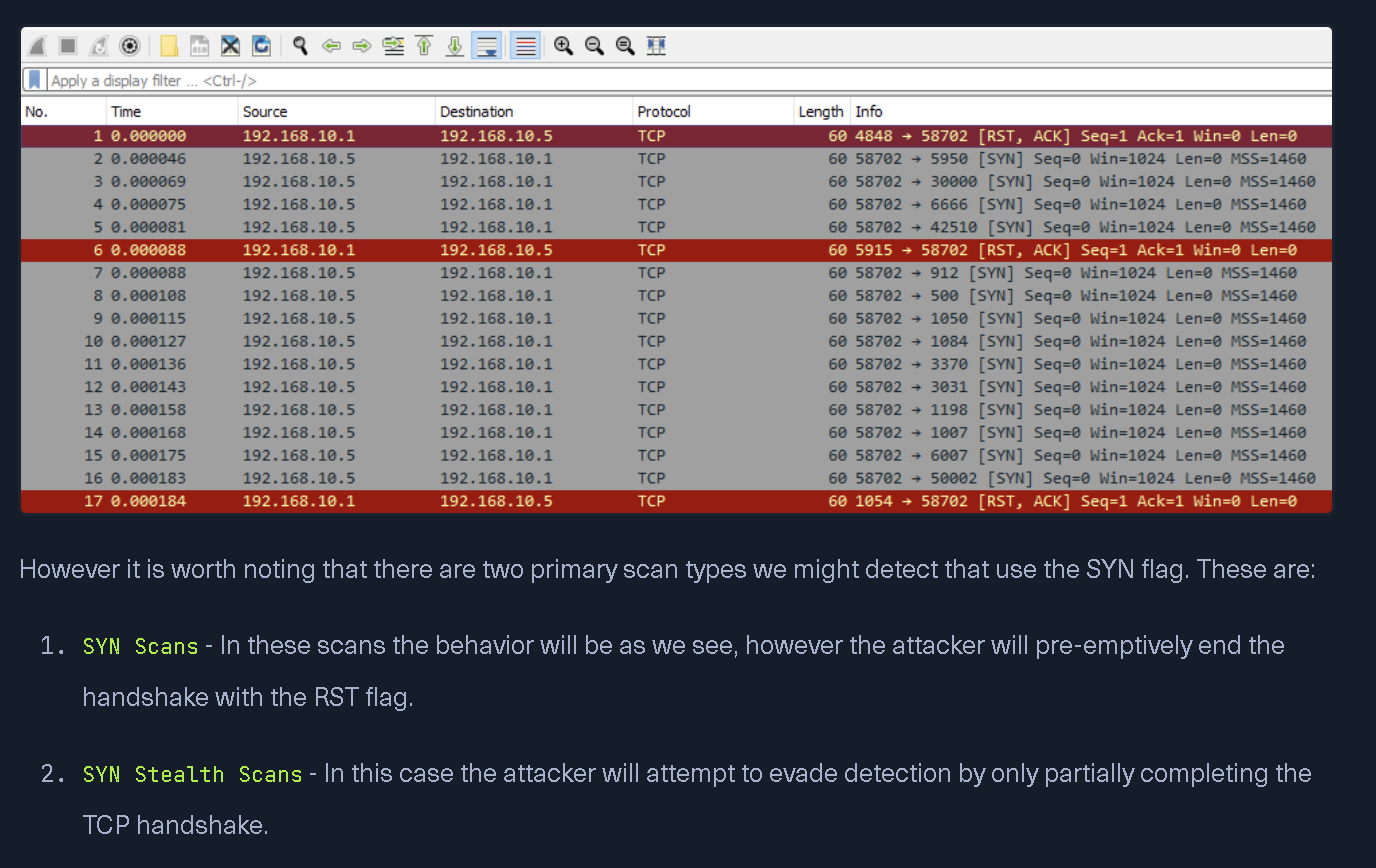 Apply a display filter ... <Ctrl-/>
No. Time Source Destination Protocol Length Info
1 0.000000 192.168.10.1 192.168.10.5 TCP 60 4848 → 58702 [RST, ACK] Seq=1 Ack=1 Win=0 Len=0
2 0.000046 192.168.10.5 192.168.10.1 TCP 60 58702 → 5950 [SYN] Seq=0 Win=1024 Len=0 MSS=1460
3 0.000069 192.168.10.5 192.168.10.1 TCP 60 58702 → 30000 [SYN] Seq=0 Win=1024 Len=0 MSS=1460
4 0.000075 192.168.10.5 192.168.10.1 TCP 60 58702 → 6666 [SYN] Seq=0 Win=1024 Len=0 MSS=1460
5 0.000081 192.168.10.5 192.168.10.1 TCP 60 58702 → 42510 [SYN] Seq=0 Win=1024 Len=0 MSS=1460
6 0.000088 192.168.10.1 192.168.10.5 TCP 60 5915 → 58702 [RST, ACK] Seq=1 Ack=1 Win=0 Len=0
7 0.000088 192.168.10.5 192.168.10.1 TCP 60 58702 → 912 [SYN] Seq=0 Win=1024 Len=0 MSS=1460
8 0.000108 192.168.10.5 192.168.10.1 TCP 60 58702 → 500 [SYN] Seq=0 Win=1024 Len=0 MSS=1460
9 0.000115 192.168.10.5 192.168.10.1 TCP 60 58702 → 1050 [SYN] Seq=0 Win=1024 Len=0 MSS=1460
10 0.000127 192.168.10.5 192.168.10.1 TCP 60 58702 → 1084 [SYN] Seq=0 Win=1024 Len=0 MSS=1460
11 0.000136 192.168.10.5 192.168.10.1 TCP 60 58702 → 3370 [SYN] Seq=0 Win=1024 Len=0 MSS=1460
12 0.000143 192.168.10.5 192.168.10.1 TCP 60 58702 → 3031 [SYN] Seq=0 Win=1024 Len=0 MSS=1460
13 0.000158 192.168.10.5 192.168.10.1 TCP 60 58702 → 1198 [SYN] Seq=0 Win=1024 Len=0 MSS=1460
14 0.000168 192.168.10.5 192.168.10.1 TCP 60 58702 → 1007 [SYN] Seq=0 Win=1024 Len=0 MSS=1460
15 0.000175 192.168.10.5 192.168.10.1 TCP 60 58702 → 6007 [SYN] Seq=0 Win=1024 Len=0 MSS=1460
16 0.000183 192.168.10.5 192.168.10.1 TCP 60 58702 → 50002 [SYN] Seq=0 Win=1024 Len=0 MSS=1460
17 0.000184 192.168.10.1 192.168.10.5 TCP 60 1054 → 58702 [RST, ACK] Seq=1 Ack=1 Win=0 Len=0
However it is worth noting that there are two primary scan types we might detect that use the SYN flag. These are:
1. SYN Scans - In these scans the behavior will be as we see, however the attacker will pre-emptively end the
handshake with the RST flag.
2. SYN Stealth Scans - In this case the attacker will attempt to evade detection by only partially completing the
TCP handshake.